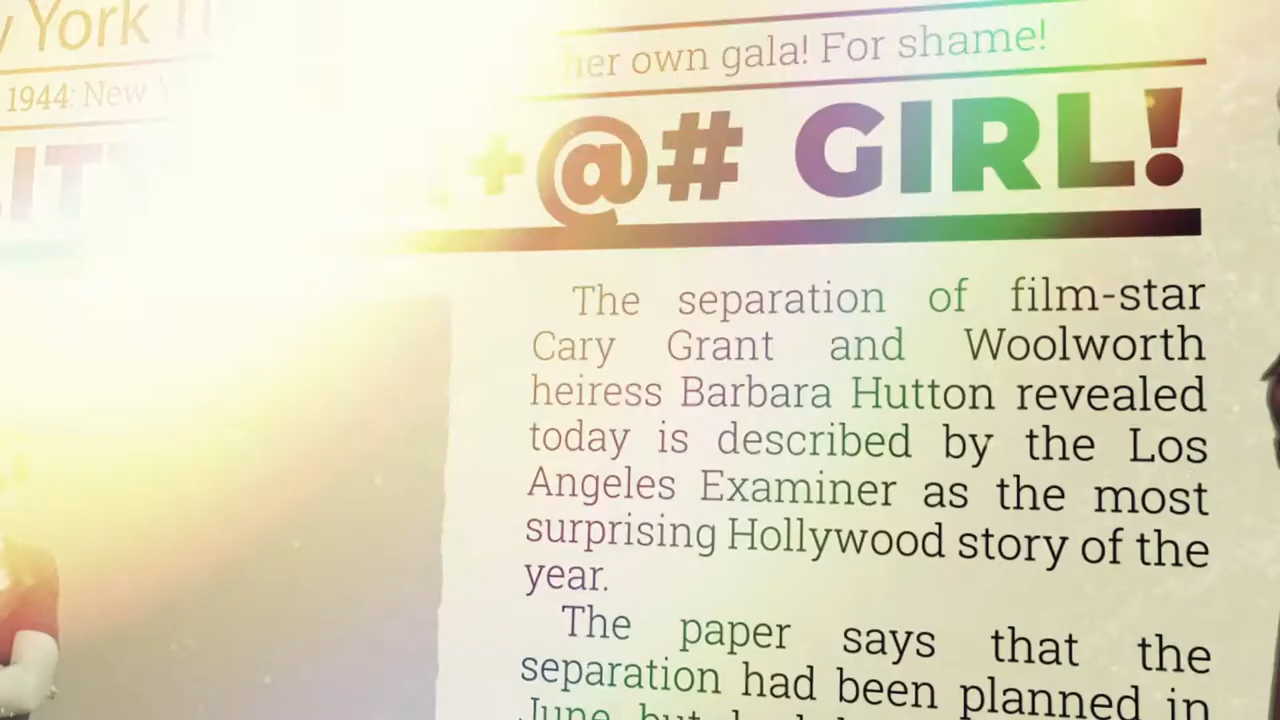 York
1944: New
her own gala! For shame!
+@# GIRL!
The separation of film-star
Cary Grant and Woolworth
heiress Barbara Hutton revealed
today is described by the Los
Angeles Examiner as the most
surprising Hollywood story of the
year.
The paper says that the
separation had been planned in
June but